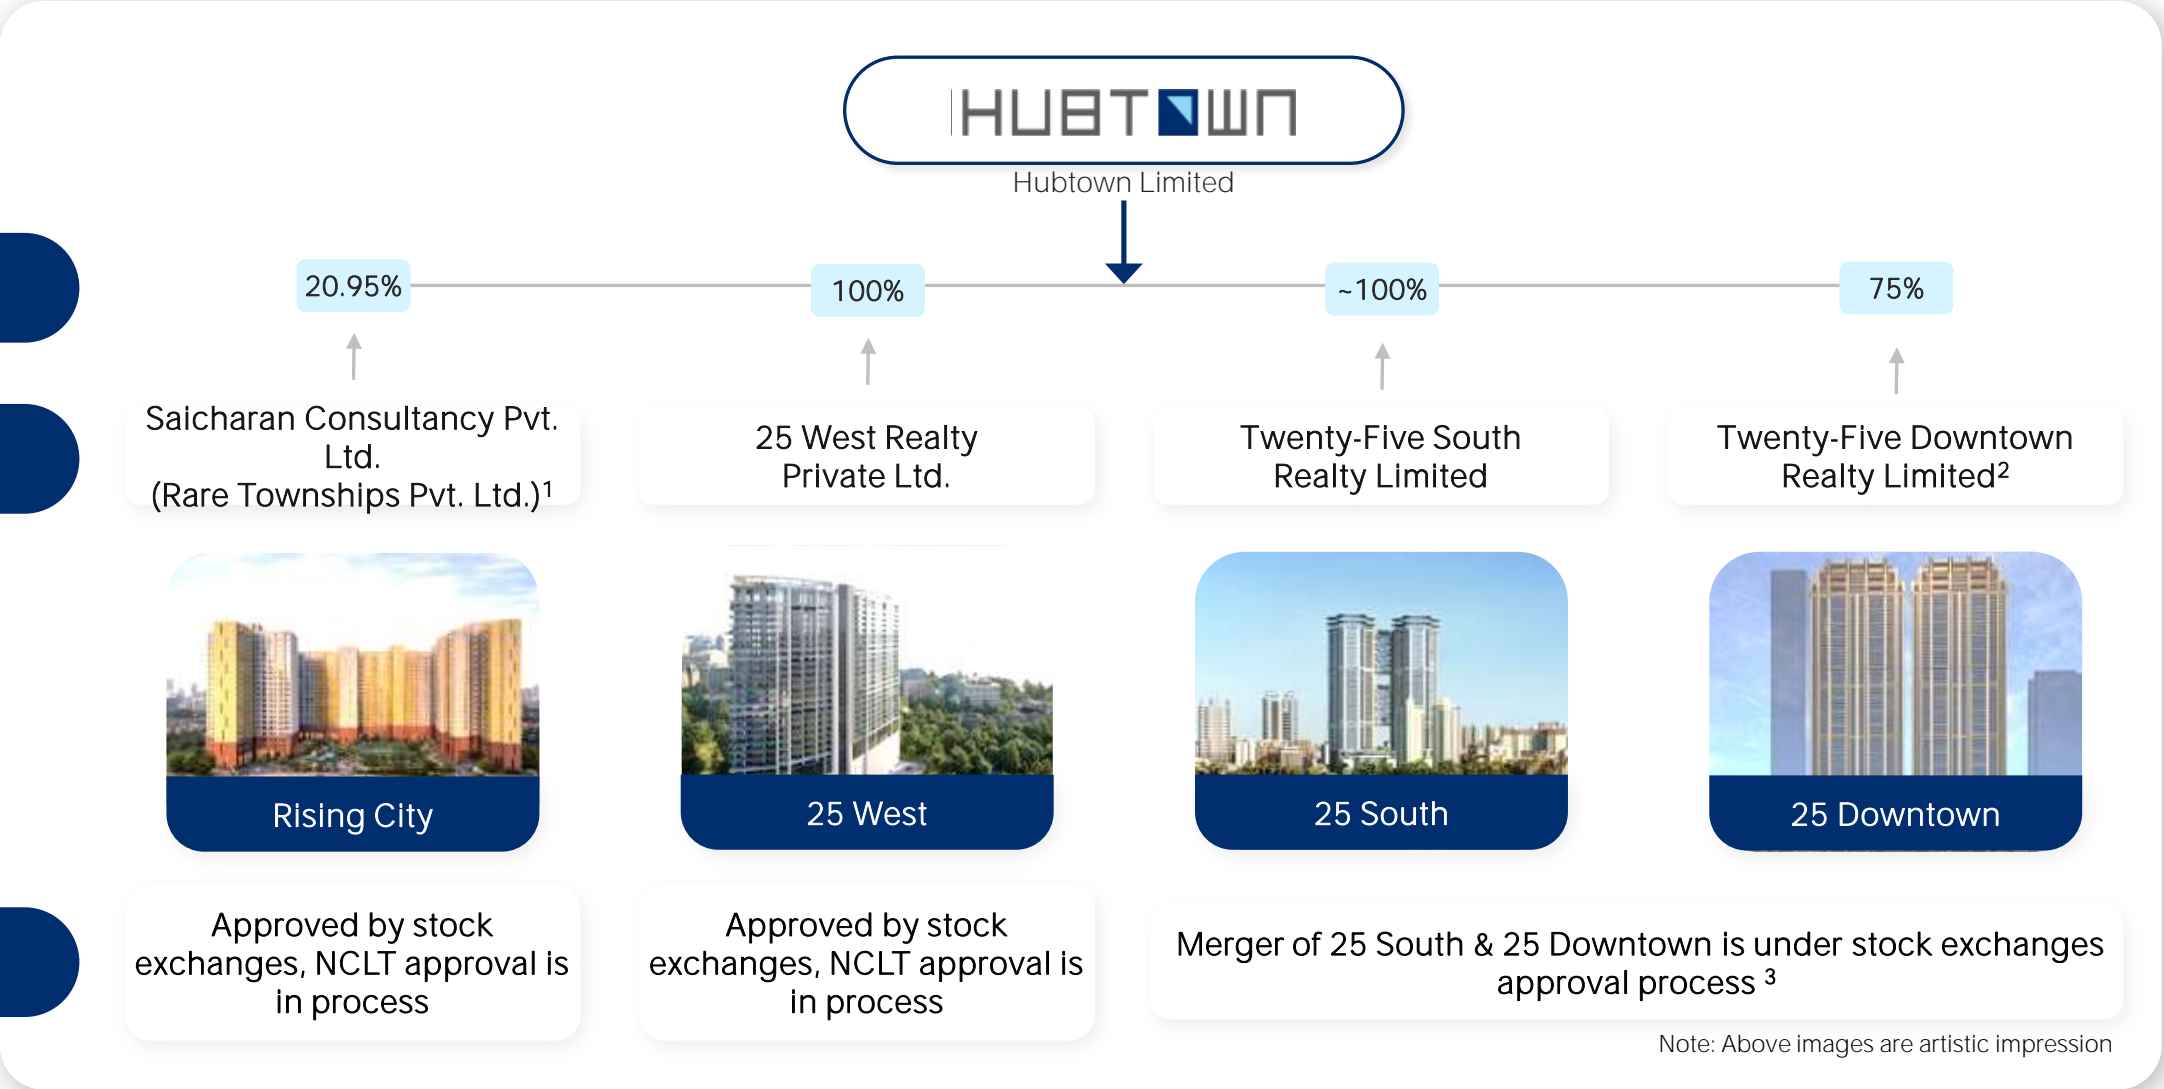 HUBTOWN
Hubtown Limited
20.95%
100%
~100%
75%
Saicharan Consultancy Pvt.
Ltd.
(Rare Townships Pvt. Ltd.)¹
25 West Realty
Private Ltd.
Twenty-Five South
Realty Limited
Twenty-Five Downtown
Realty Limited²
Rising City
25 West
25 South
25 Downtown
Approved by stock
exchanges, NCLT approval is
in process
Approved by stock
exchanges, NCLT approval is
in process
Merger of 25 South & 25 Downtown is under stock exchanges
approval process ³
Note: Above images are artistic impression